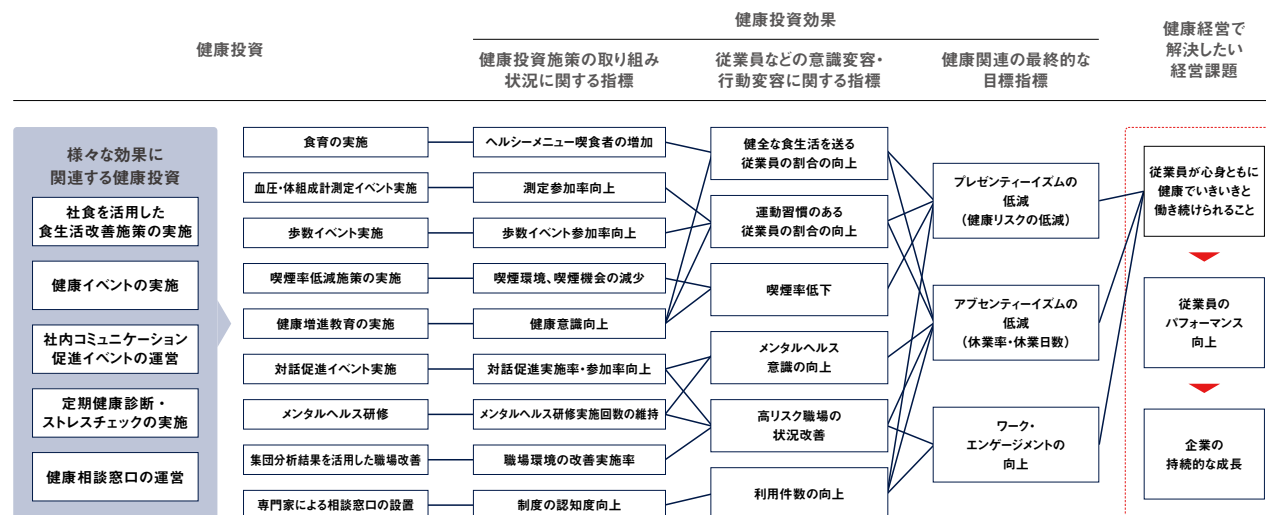 健康投資
健康投資効果
健康投資施策の取り組み
状況に関する指標
従業員などの意識変容・
行動変容に関する指標
健康関連の最終的な
目標指標
健康経営で
解決したい
経営課題
様々な効果に
関連する健康投資
社食を活用した
食生活改善施策の実施
健康イベントの実施
社内コミュニケーション
促進イベントの運営
定期健康診断・
ストレスチェックの実施
健康相談窓口の運営
食育の実施
血圧・体組成計測定イベント実施
歩数イベント実施
喫煙率低減施策の実施
健康増進教育の実施
対話促進イベント実施
メンタルヘルス研修
集団分析結果を活用した職場改善
専門家による相談窓口の設置
ヘルシーメニュー喫食者の増加
測定参加率向上
歩数イベント参加率向上
喫煙環境、喫煙機会の減少
健康意識向上
対話促進実施率・参加率向上
メンタルヘルス研修実施回数の維持
職場環境の改善実施率
制度の認知度向上
健全な食生活を送る
従業員の割合の向上
運動習慣のある
従業員の割合の向上
喫煙率低下
メンタルヘルス
意識の向上
高リスク職場の
状況改善
利用件数の向上
プレゼンティーイズムの
低減
（健康リスクの低減）
アブセンティーイズムの
低減
（休業率・休業日数）
ワーク・
エンゲージメントの
向上
従業員が心身ともに
健康でいきいきと
働き続けられること
従業員の
パフォーマンス
向上
企業の
持続的な成長